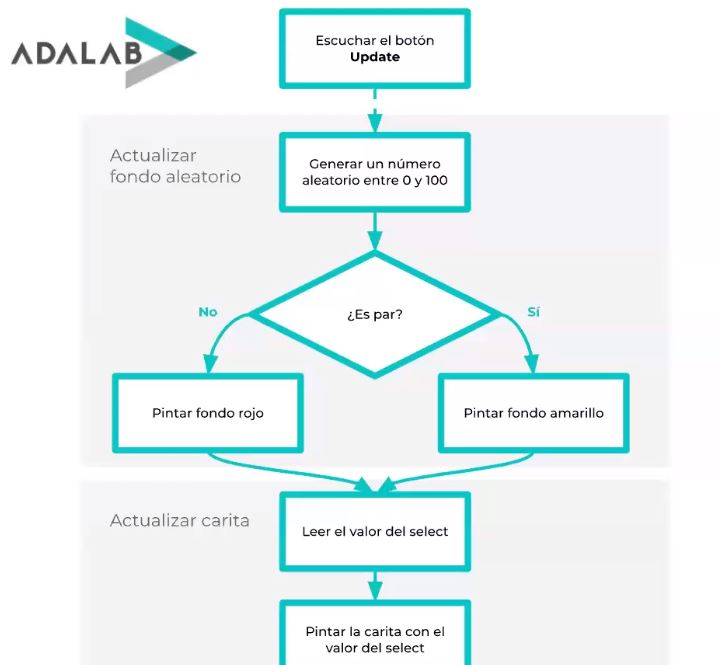 ADALAB
Escuchar el botón
Update
Actualizar
fondo aleatorio
Generar un número
aleatorio entre 0 y 100
¿Es par?
No
Sí
Pintar fondo rojo
Pintar fondo amarillo
Actualizar carita
Leer el valor del select
Pintar la carita con el
valor del select